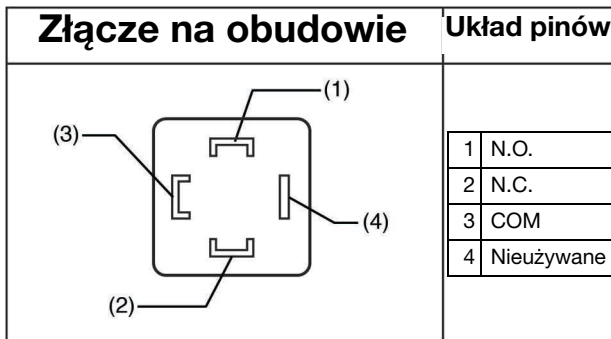 Złącze na obudowie
Układ pinów
(1)
(3)
(4)
(2)
1 N.O.
2 N.C.
3 COM
4 Nieużywane